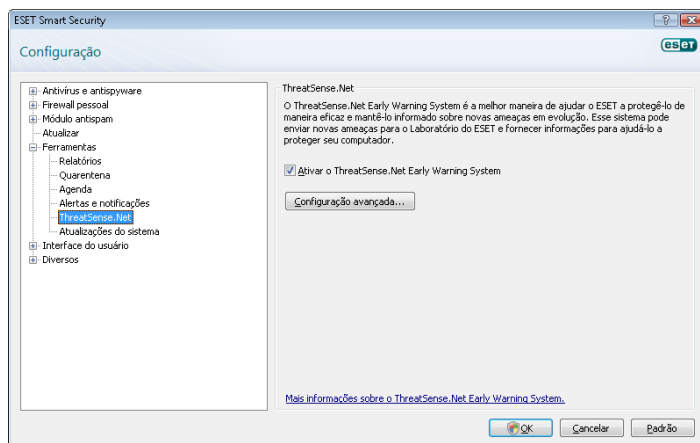 ESET Smart Security
Configuração
eset
Antivírus e antispyware
Firewall pessoal
Módulo antispam
Atualizar
Ferramentas
Relatórios
Quarentena
Agenda
Alertas e notificações
ThreatSense.Net
Atualizações do sistema
Interface do usuário
Diversos
ThreatSense.Net
O ThreatSense.Net Early Warning System é a melhor maneira de ajudar o ESET a protegê-lo de
maneira eficaz e mantê-lo informado sobre novas ameaças em evolução. Esse sistema pode
enviar novas ameaças para o Laboratório do ESET e fornecer informações para ajudá-lo a
proteger seu computador.
Ativar o ThreatSense.Net Early Warning System
Configuração avançada...
Mais informações sobre o ThreatSense.Net Early Warning System.
OK
Cancelar
Padrão